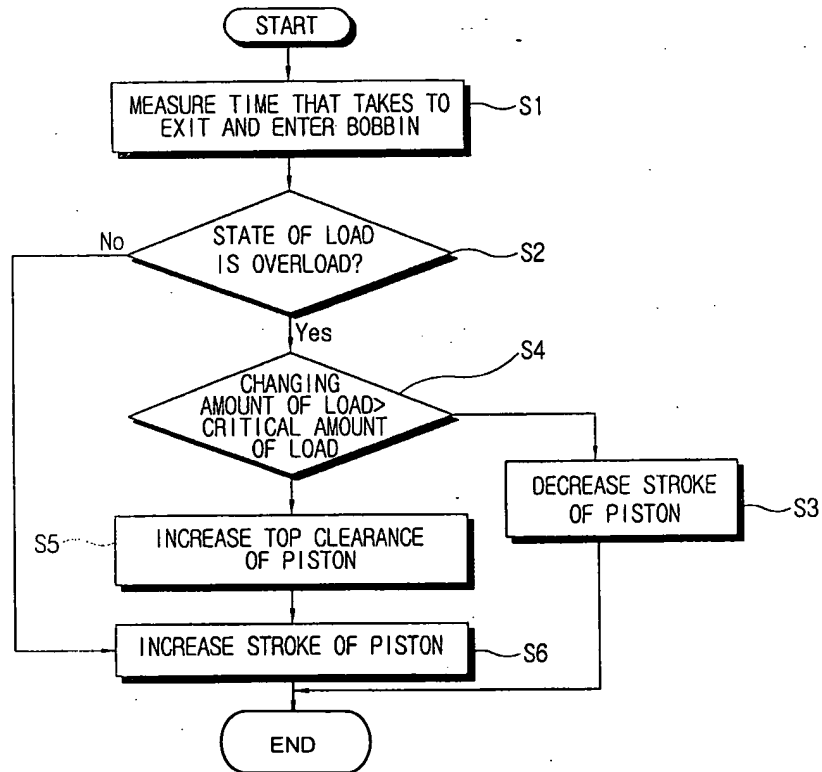 START
MEASURE TIME THAT TAKES TO
EXIT AND ENTER BOBBIN
S1
No
STATE OF LOAD
IS OVERLOAD?
S2
Yes
S4
CHANGING
AMOUNT OF LOAD>
CRITICAL AMOUNT
OF LOAD
DECREASE STROKE
OF PISTON
S3
S5
INCREASE TOP CLEARANCE
OF PISTON
INCREASE STROKE OF PISTON
S6
END